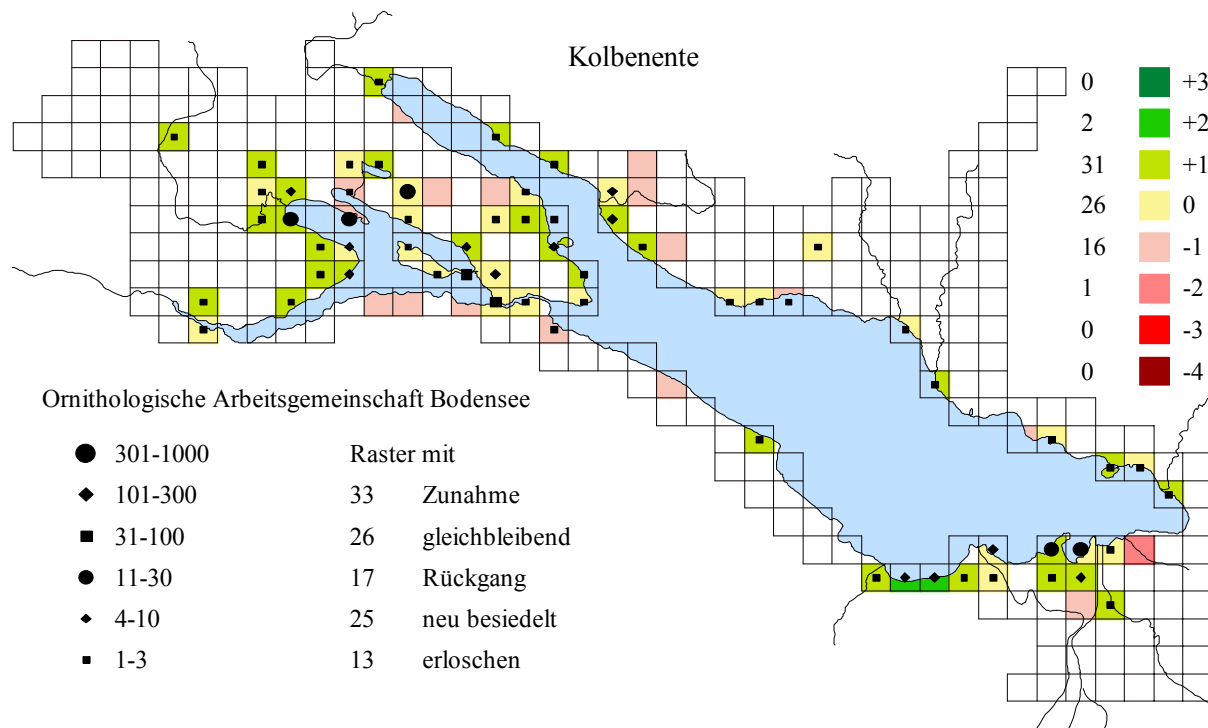 Kolbenente
0 +3
2 +2
31 +1
26 0
16 -1
1 -2
0 -3
0 -4
Ornithologische Arbeitsgemeinschaft Bodensee
301-1000 Raster mit
101-300 33 Zunahme
31-100 26 gleichbleibend
11-30 17 Rückgang
4-10 25 neu besiedelt
1-3 13 erloschen